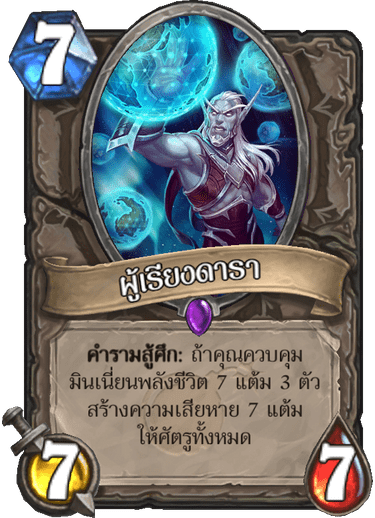 7
ผู้เรียงดารา
คำรามสู้ศึก: ถ้าคุณควบคุม
มินเนี่ยนพลังชีวิต 7 แต้ม 3 ตัว
สร้างความเสียหาย 7 แต้ม
ให้ศัตรูทั้งหมด
7
7